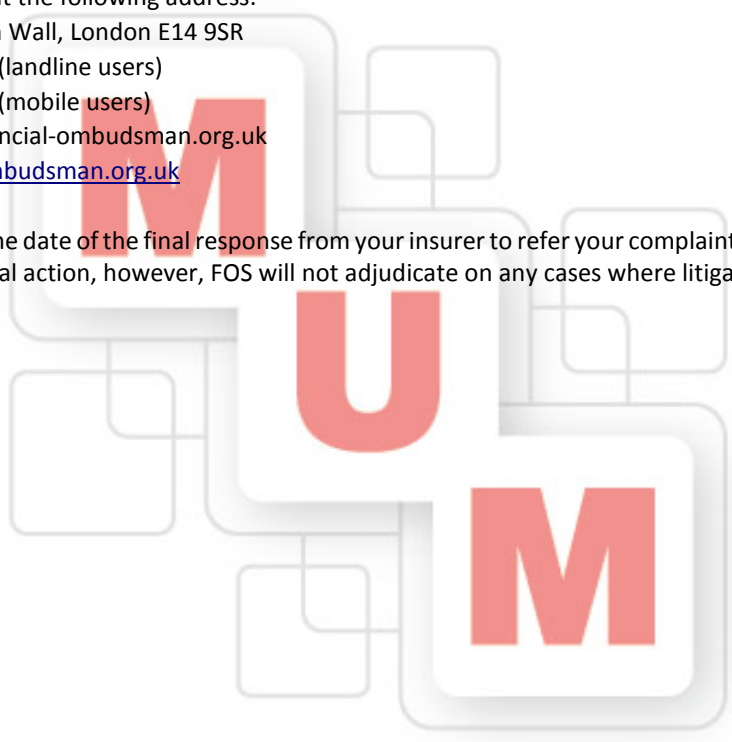 t the following address:
Wall, London E14 9SR
(landline users)
(mobile users)
ncial-ombudsman.org.uk
mbudsman.org.uk
he date of the final response from your insurer to refer your complaint
al action, however, FOS will not adjudicate on any cases where litiga
M
U
M